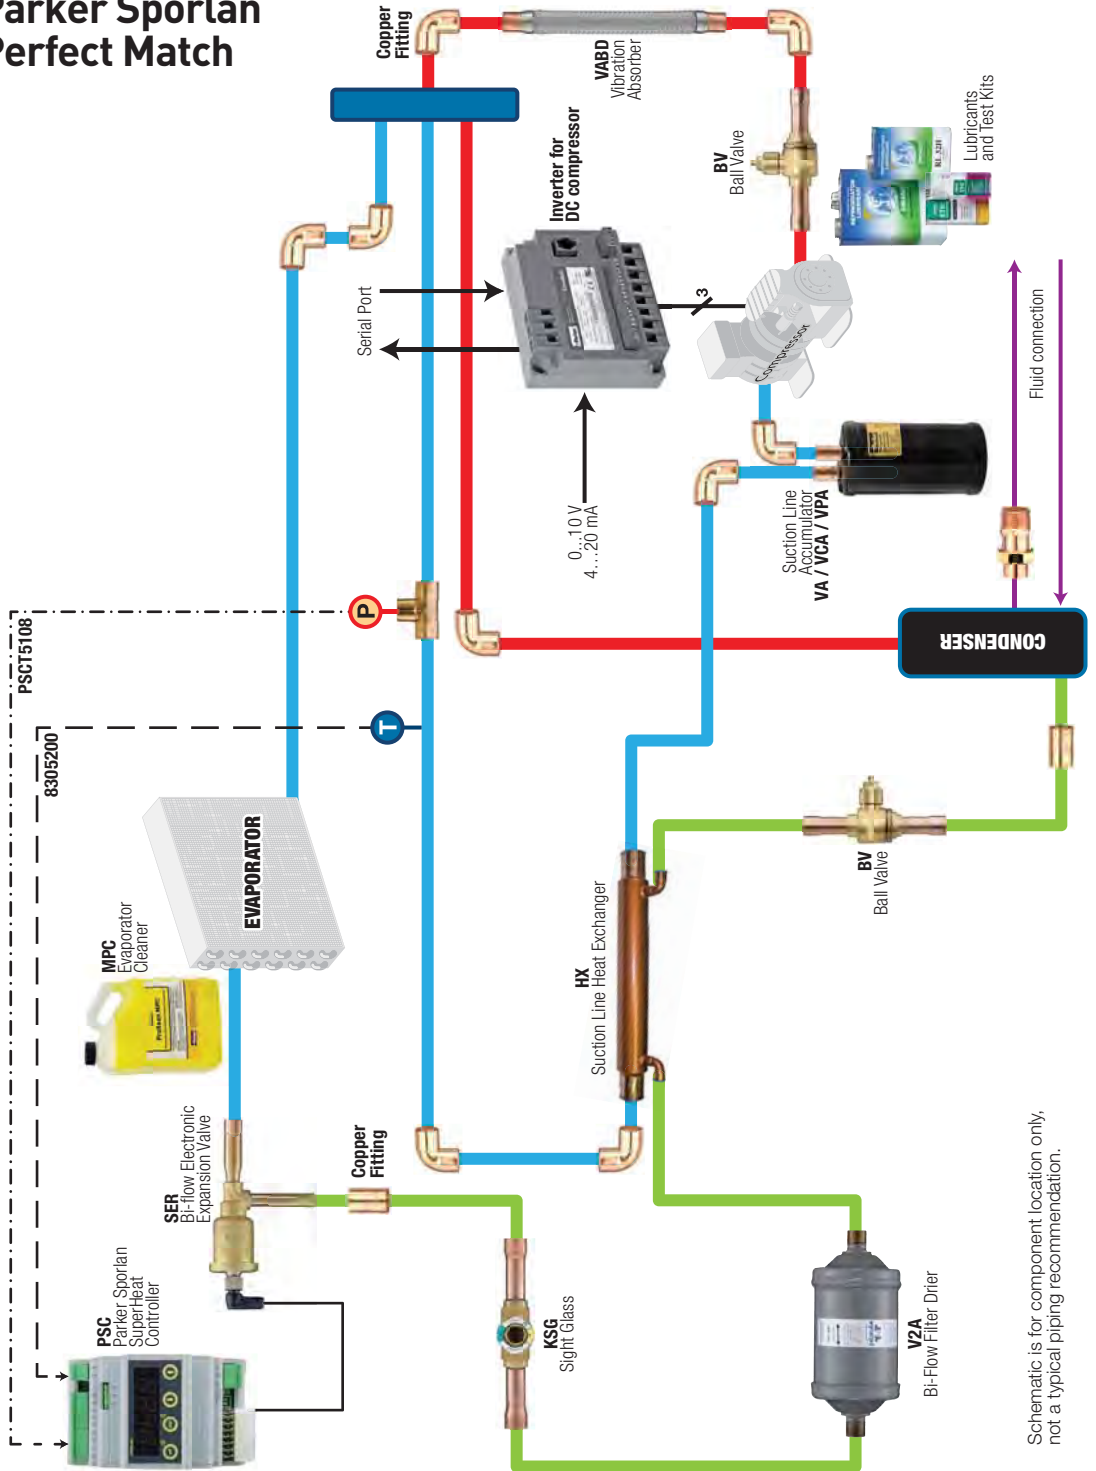 Parker Sporlan
Perfect Match
Copper
Fitting
VABD
Vibration
Absorber
BV
Ball Valve
Lubricants
and Test Kits
Inverter for
DC compressor
Serial Port
3
Compressor
0...10 V
4...20 mA
Suction Line
Accumulator
VA / VCA / VPA
Fluid connection
CONDENSER
P
T
PSCT5108
8305200
EVAPORATOR
MPC
Evaporator
Cleaner
SER
Bi-flow Electronic
Expansion Valve
Copper
Fitting
PSC
Parker Sporlan
SuperHeat
Controller
HX
Suction Line Heat Exchanger
BV
Ball Valve
KSG
Sight Glass
V2A
Bi-Flow Filter Drier
Schematic is for component location only,
not a typical piping recommendation.